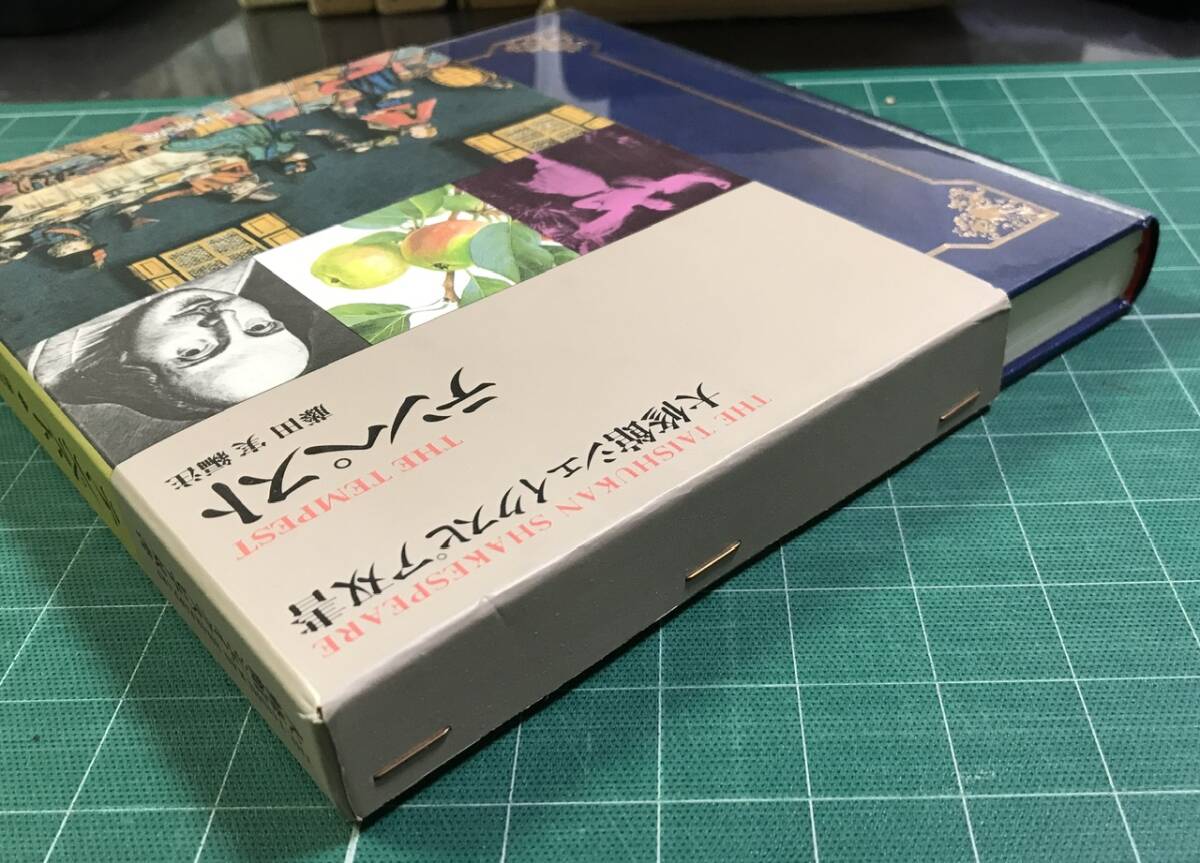 大修館シェイクスピア双書
THE TAISHUKAN SHAKESPEARE
テンペスト
THE TEMPEST
藤田 実 編注